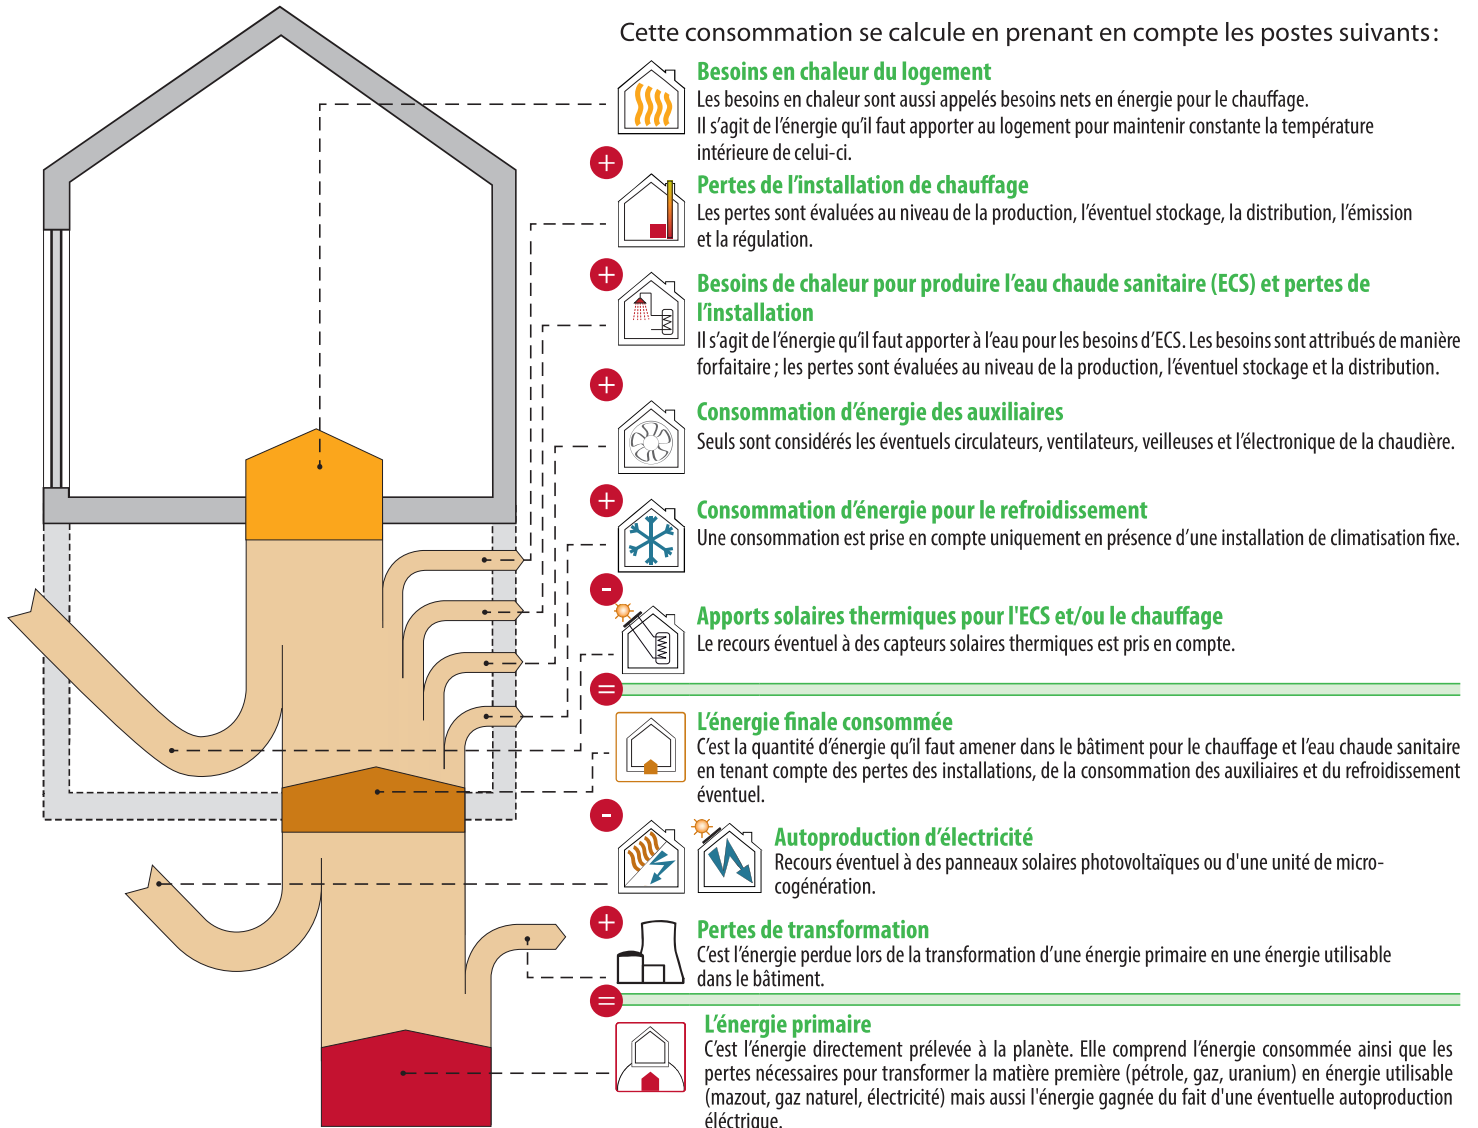 Cette consommation se calcule en prenant en compte les postes suivants :
Besoins en chaleur du logement
Les besoins en chaleur sont aussi appelés besoins nets en énergie pour le chauffage.
Il s’agit de l’énergie qu’il faut apporter au logement pour maintenir constante la température
intérieure de celui-ci.
+
Pertes de l’installation de chauffage
Les pertes sont évaluées au niveau de la production, l’éventuel stockage, la distribution, l’émission
et la régulation.
+
Besoins de chaleur pour produire l’eau chaude sanitaire (ECS) et pertes de
l’installation
Il s’agit de l’énergie qu’il faut apporter à l’eau pour les besoins d’ECS. Les besoins sont attribués de manière
forfaitaire ; les pertes sont évaluées au niveau de la production, l’éventuel stockage et la distribution.
+
Consommation d’énergie des auxiliaires
Seuls sont considérés les éventuels circulateurs, ventilateurs, veilleuses et l’électronique de la chaudière.
+
Consommation d’énergie pour le refroidissement
Une consommation est prise en compte uniquement en présence d’une installation de climatisation fixe.
-
Apports solaires thermiques pour l'ECS et/ou le chauffage
Le recours éventuel à des capteurs solaires thermiques est pris en compte.
=
L’énergie finale consommée
C’est la quantité d’énergie qu’il faut amener dans le bâtiment pour le chauffage et l’eau chaude sanitaire
en tenant compte des pertes des installations, de la consommation des auxiliaires et du refroidissement
éventuel.
-
Autoproduction d’électricité
Recours éventuel à des panneaux solaires photovoltaïques ou d'une unité de micro-
cogénération.
+
Pertes de transformation
C’est l’énergie perdue lors de la transformation d’une énergie primaire en une énergie utilisable
dans le bâtiment.
=
L’énergie primaire
C’est l’énergie directement prélevée à la planète. Elle comprend l’énergie consommée ainsi que les
pertes nécessaires pour transformer la matière première (pétrole, gaz, uranium) en énergie utilisable
(mazout, gaz naturel, électricité) mais aussi l'énergie gagnée du fait d'une éventuelle autoproduction
éléctrique.